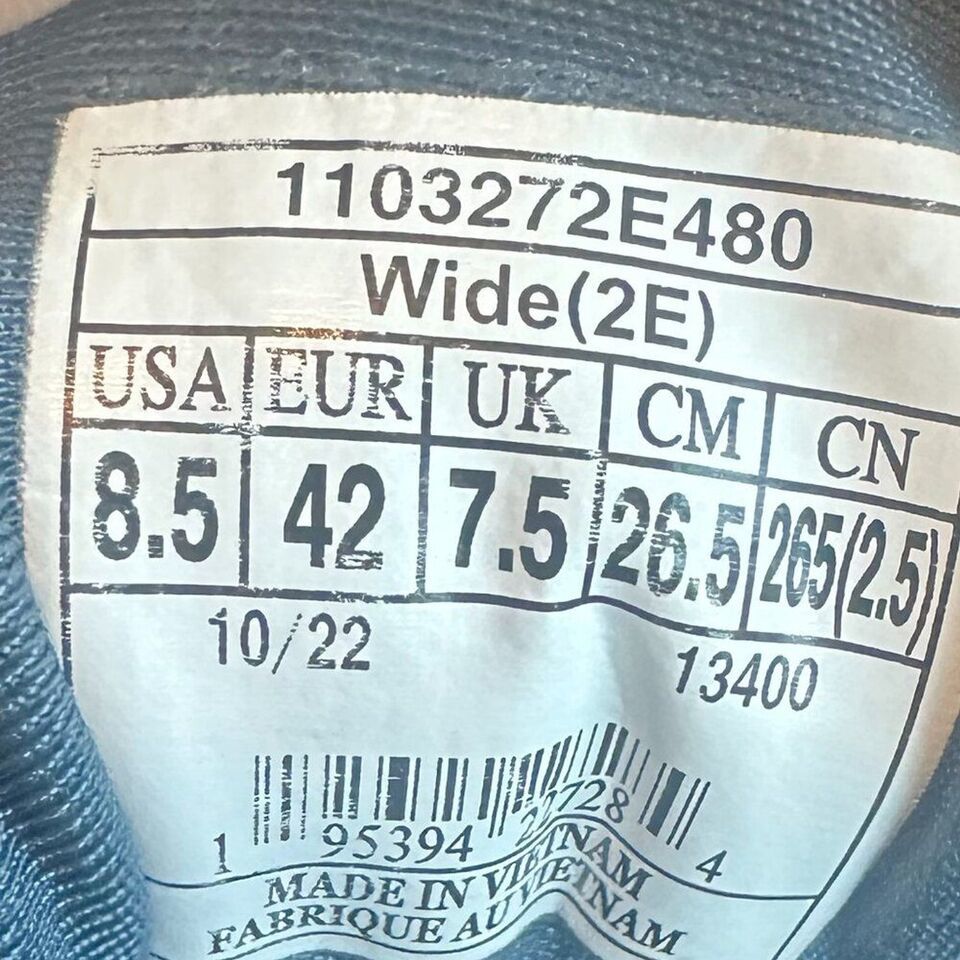 1103272E480
Wide(2E)
USA EUR UK CM CN
8.5 42 7.5 26.5 265(2.5)
10/22 13400
1 95394 22728 4
MADE IN VIETNAM
FABRIQUE AU VIETNAM